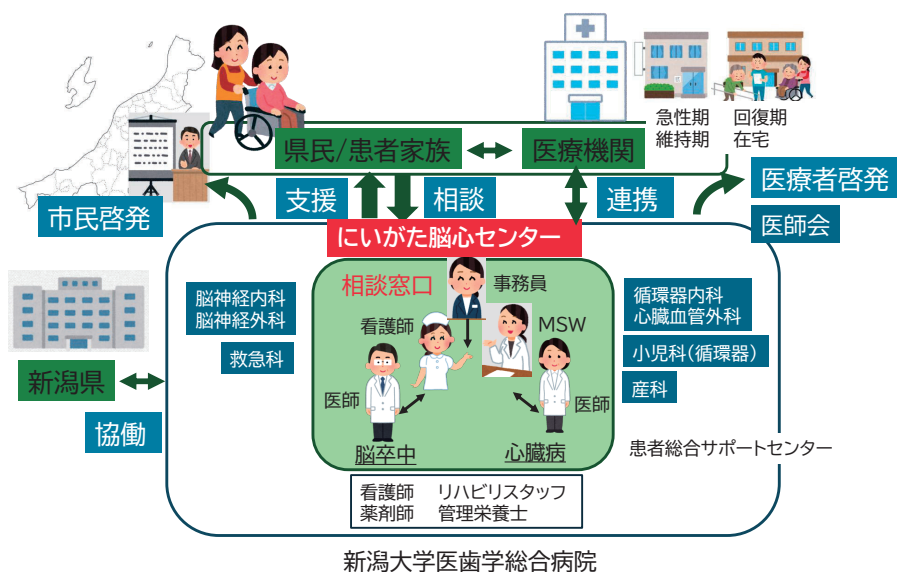 急性期
維持期
回復期
在宅
県民/患者家族
医療機関
市民啓発
支援
相談
連携
医療者啓発
医師会
にいがた脳心センター
相談窓口
事務員
脳神経内科
脳神経外科
救急科
看護師
MSW
循環器内科
心臓血管外科
小児科(循環器)
産科
新潟県
協働
医師
医師
脳卒中
心臓病
患者総合サポートセンター
看護師 リハビリスタッフ
薬剤師 管理栄養士
新潟大学医歯学総合病院